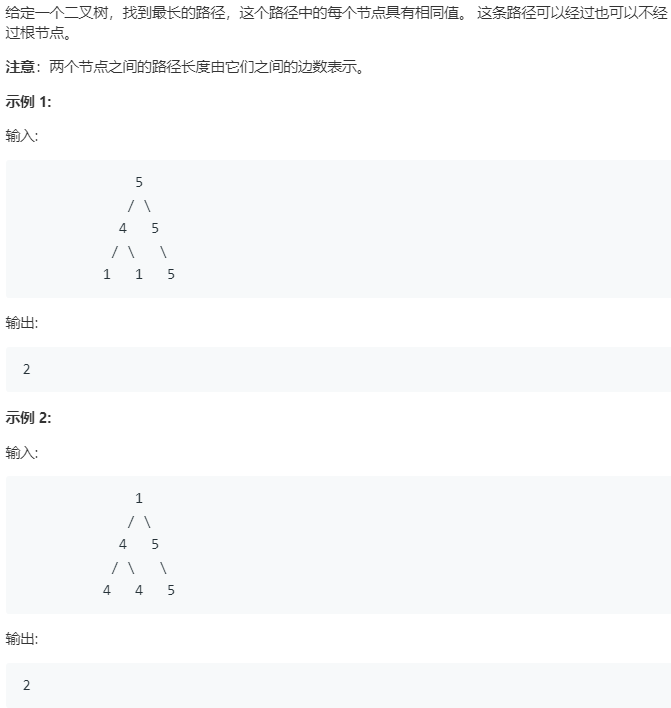 给定一个二叉树，找到最长的路径，这个路径中的每个节点具有相同值。 这条路径可以经过也可以不经
过根节点。
注意：两个节点之间的路径长度由它们之间的边数表示。
示例 1:
输入:
5
/ \
4   5
/ \   \
1   1   5
输出:
2
示例 2:
输入:
1
/ \
4   5
/ \   \
4   4   5
输出:
2